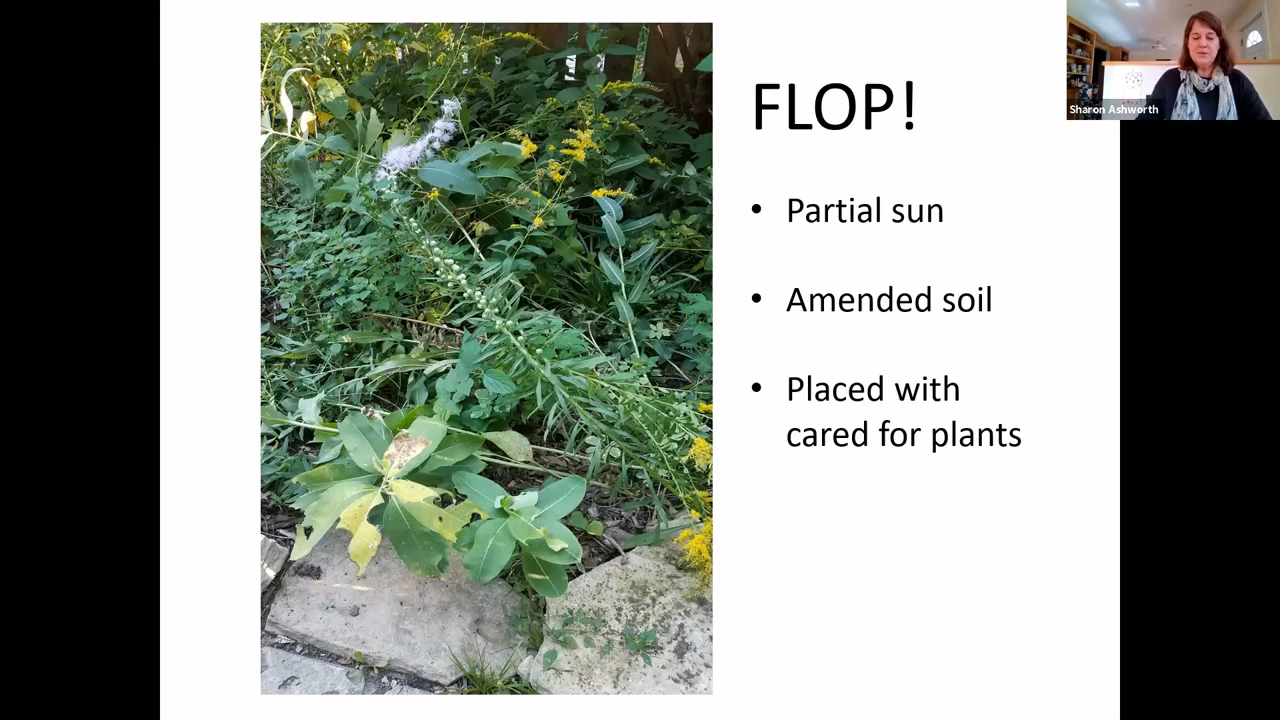 FLOP!
Sharon Ashworth
• Partial sun
• Amended soil
• Placed with
cared for plants